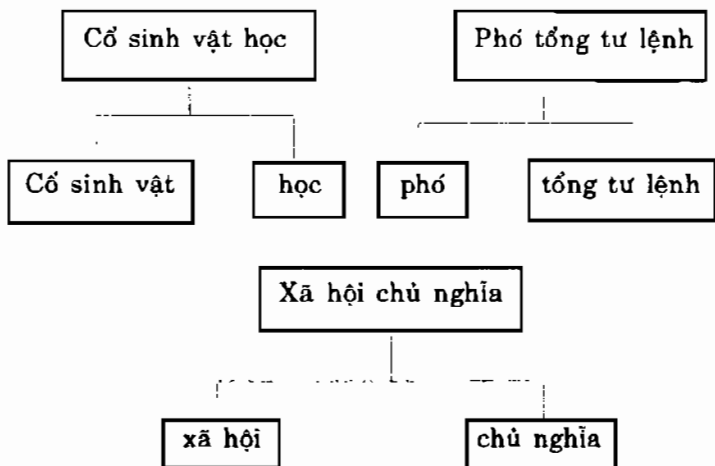 Cổ sinh vật học
Phó tổng tư lệnh
Cổ sinh vật
học
phó
tổng tư lệnh
Xã hội chủ nghĩa
xã hội
chủ nghĩa